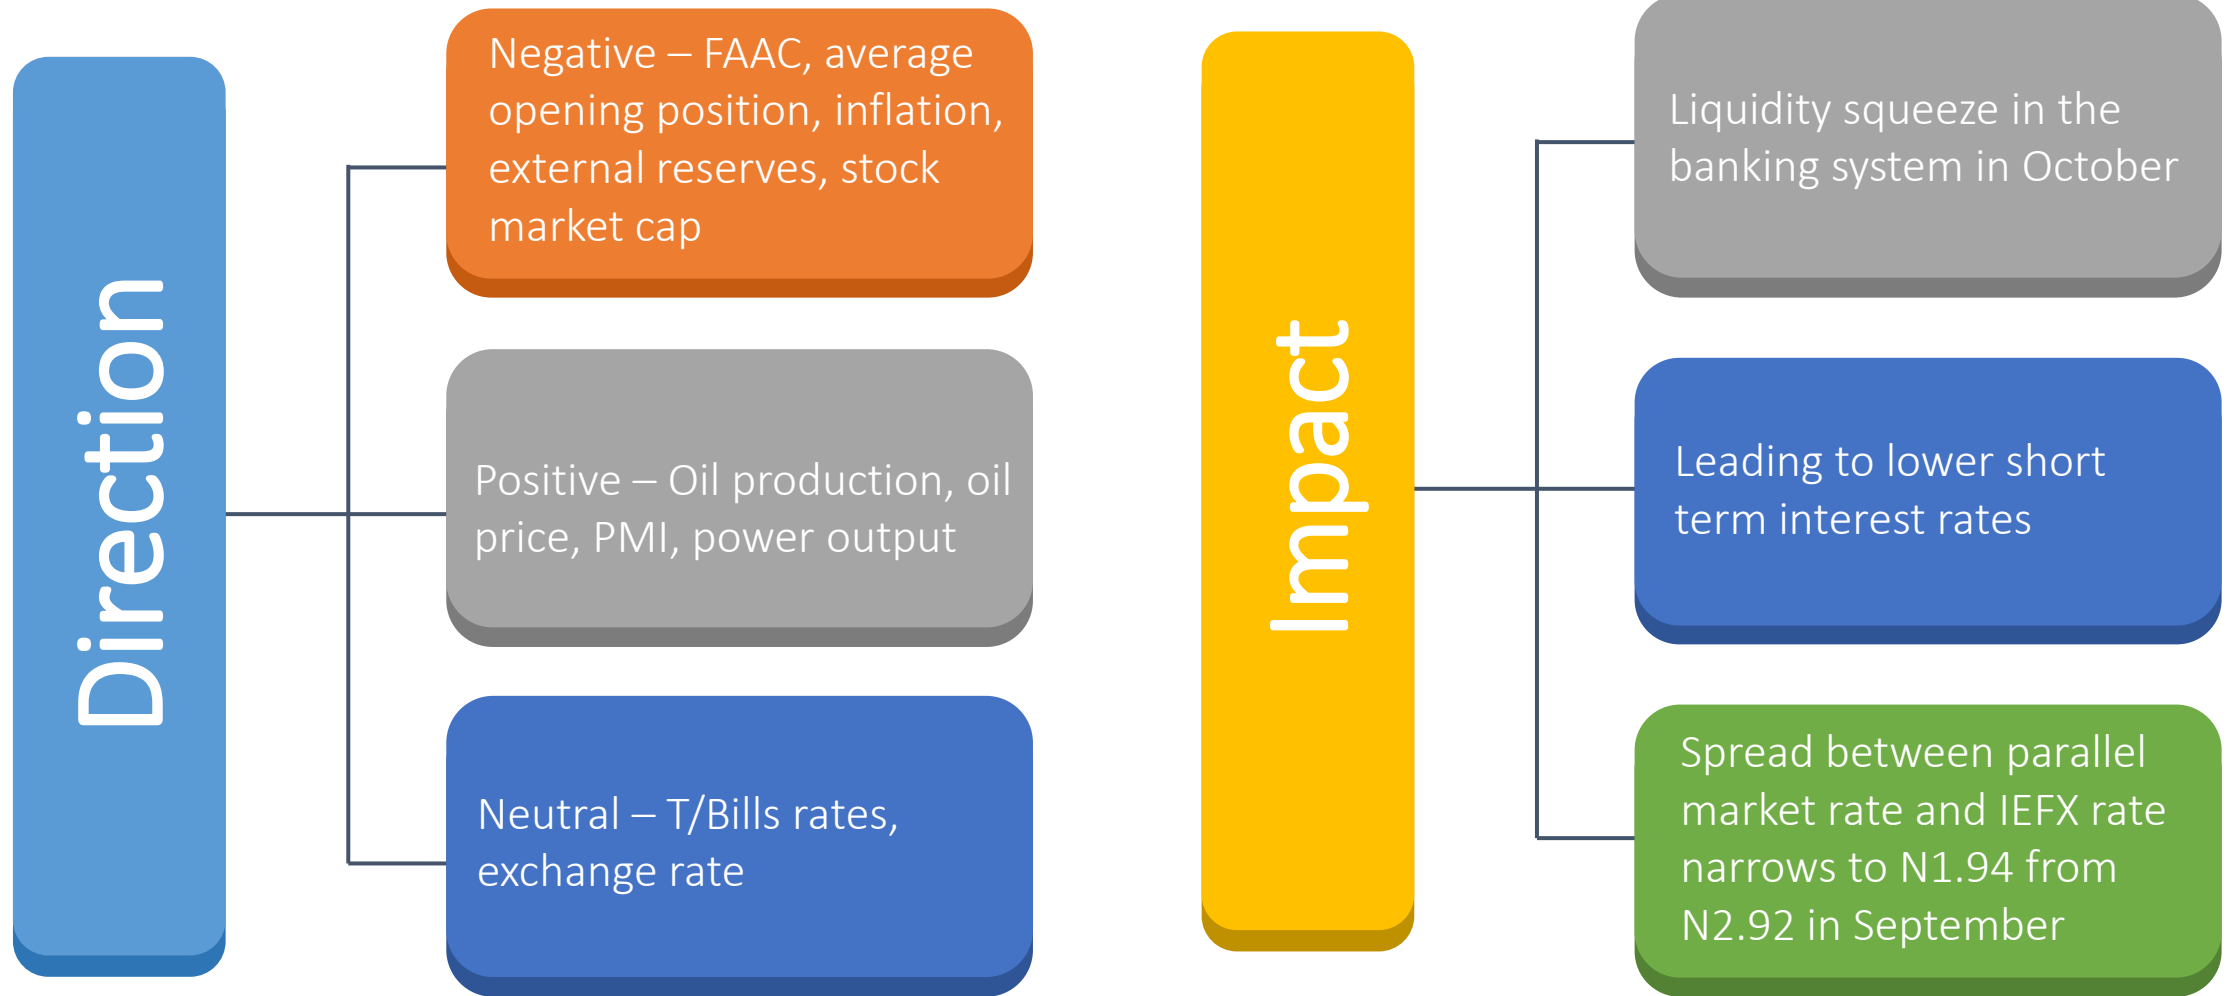 Direction
Negative – FAAC, average
opening position, inflation,
external reserves, stock
market cap
Positive – Oil production, oil
price, PMI, power output
Neutral – T/Bills rates,
exchange rate
Impact
Liquidity squeeze in the
banking system in October
Leading to lower short
term interest rates
Spread between parallel
market rate and IEFX rate
narrows to N1.94 from
N2.92 in September